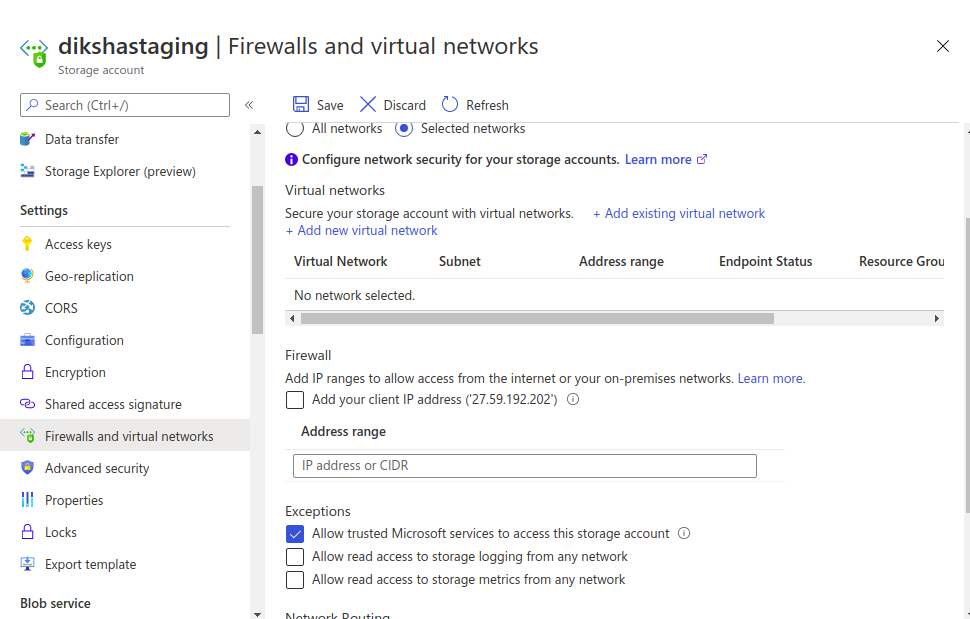 dikshastaging | Firewalls and virtual networks
Storage account
Search (Ctrl+/)
«
Data transfer
Storage Explorer (preview)
Settings
Access keys
Geo-replication
CORS
Configuration
Encryption
Shared access signature
Firewalls and virtual networks
Advanced security
Properties
Locks
Export template
Blob service
Save Discard Refresh
All networks Selected networks
Configure network security for your storage accounts. Learn more
Virtual networks
Secure your storage account with virtual networks. + Add existing virtual network
+ Add new virtual network
Virtual Network Subnet Address range Endpoint Status Resource Grou
No network selected.
Firewall
Add IP ranges to allow access from the internet or your on-premises networks. Learn more.
Add your client IP address ('27.59.192.202')
Address range
IP address or CIDR
Exceptions
Allow trusted Microsoft services to access this storage account
Allow read access to storage logging from any network
Allow read access to storage metrics from any network
Network Routing